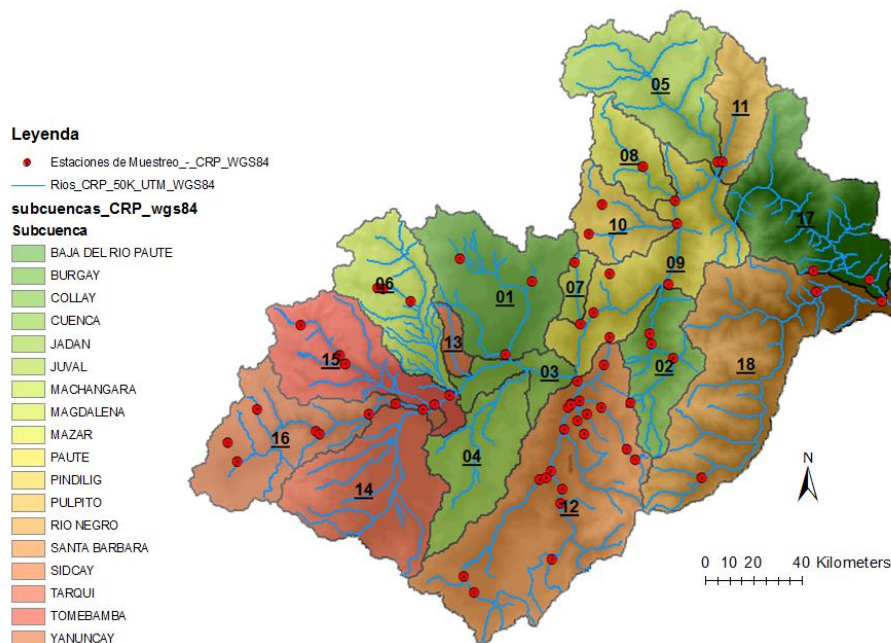 Leyenda
Estaciones de Muestreo_-_CRP_WGS84
Rios_CRP_50K_UTM_WGS84
subcuencas_CRP_wgs84
Subcuenca
BAJA DEL RIO PAUTE
BURGAY
COLLAY
CUENCA
JADAN
JUVAL
MACHANGARA
MAGDALENA
MAZAR
PAUTE
PINDILIG
PULPITO
RIO NEGRO
SANTA BARBARA
SIDCAY
TARQUI
TOMEBAMBA
YANUNCAY
05
11
08
17
10
06
09
01
07
13
15
03
02
18
16
04
14
12
N
0 10 20 40 Kilometers